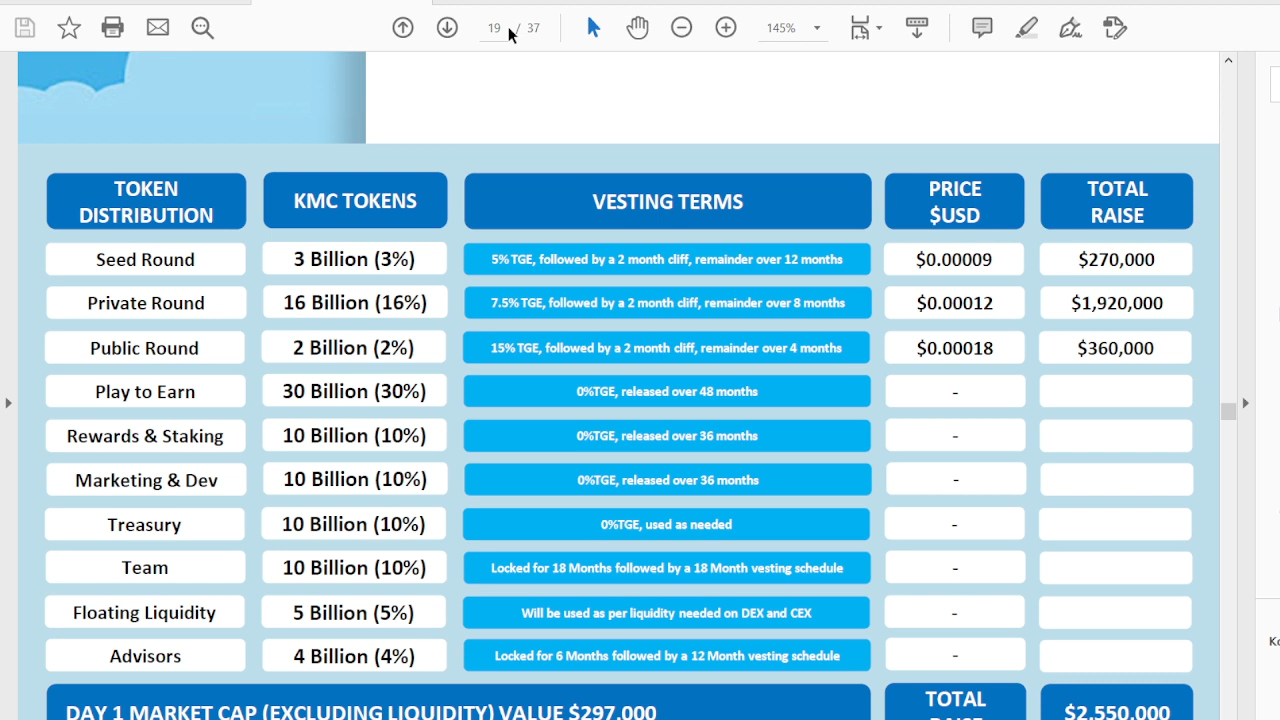 19 / 37 145%
TOKEN DISTRIBUTION KMC TOKENS VESTING TERMS PRICE $USD TOTAL RAISE
Seed Round 3 Billion (3%) 5% TGE, followed by a 2 month cliff, remainder over 12 months $0.00009 $270,000
Private Round 16 Billion (16%) 7.5% TGE, followed by a 2 month cliff, remainder over 8 months $0.00012 $1,920,000
Public Round 2 Billion (2%) 15% TGE, followed by a 2 month cliff, remainder over 4 months $0.00018 $360,000
Play to Earn 30 Billion (30%) 0%TGE, released over 48 months -
Rewards & Staking 10 Billion (10%) 0%TGE, released over 36 months -
Marketing & Dev 10 Billion (10%) 0%TGE, released over 36 months -
Treasury 10 Billion (10%) 0%TGE, used as needed -
Team 10 Billion (10%) Locked for 18 Months followed by a 18 Month vesting schedule -
Floating Liquidity 5 Billion (5%) Will be used as per liquidity needed on DEX and CEX -
Advisors 4 Billion (4%) Locked for 6 Months followed by a 12 Month vesting schedule -
DAY 1 MARKET CAP (EXCLUDING LIQUIDITY) VALUE $297,000 TOTAL RAISE $2,550,000